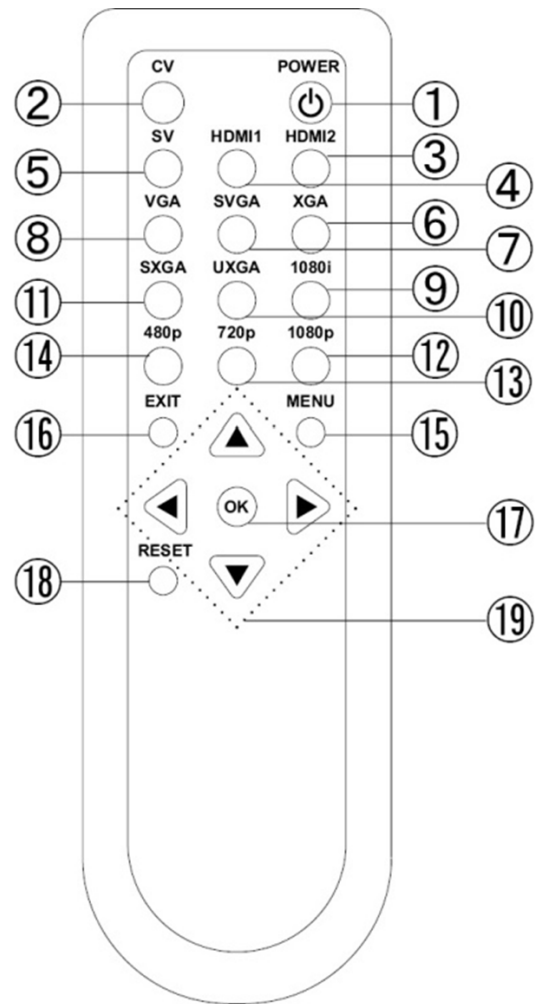 CV POWER
② ①
SV HDMI1 HDMI2
⑤ ③
④
VGA SVGA XGA
⑧ ⑥
⑦
SXGA UXGA 1080i
⑪ ⑨
⑩
480p 720p 1080p
⑭ ⑫
⑬
EXIT MENU
⑯ ⑮
OK
⑰
RESET
⑱
⑲